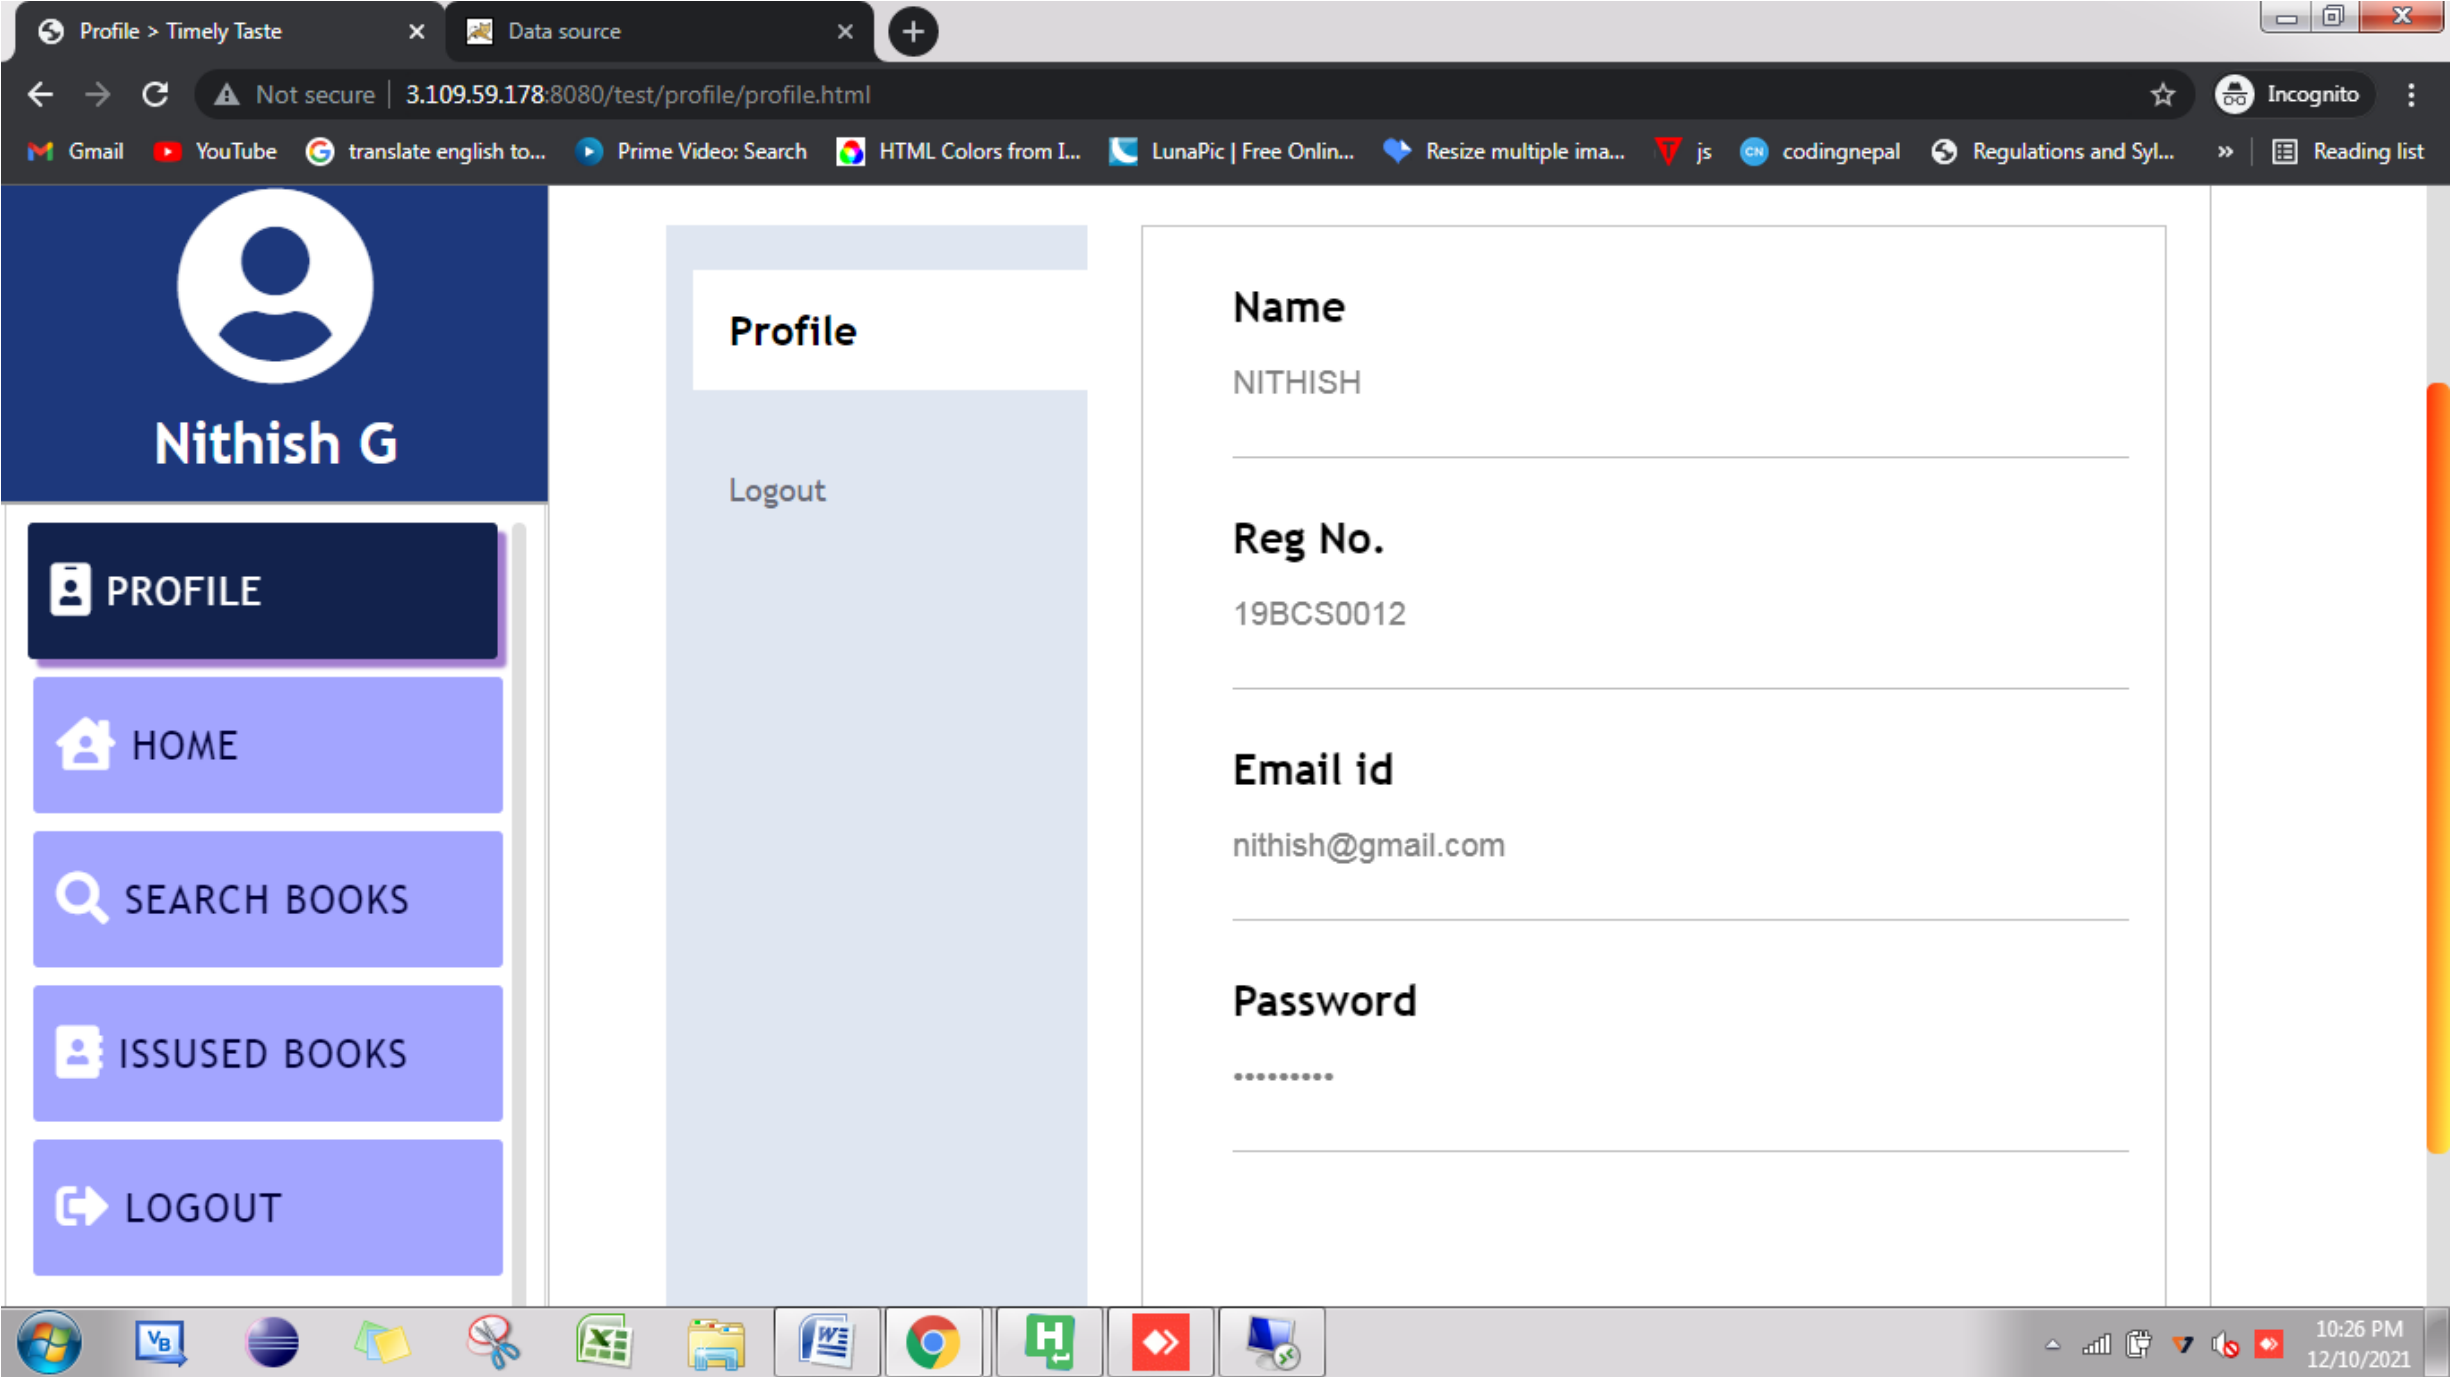 Profile > Timely Taste
Data source
Not secure
3.109.59.178:8080/test/profile/profile.html
Incognito
Gmail
YouTube
translate english to...
Prime Video: Search
HTML Colors from I...
LunaPic | Free Onlin...
Resize multiple ima...
js
CN
codingnepal
Regulations and Syl...
»
Reading list
Nithish G
PROFILE
HOME
SEARCH BOOKS
ISSUSED BOOKS
LOGOUT
Profile
Logout
Name
NITHISH
Reg No.
19BCS0012
Email id
nithish@gmail.com
Password
•••••••••
VB
10:26 PM
12/10/2021